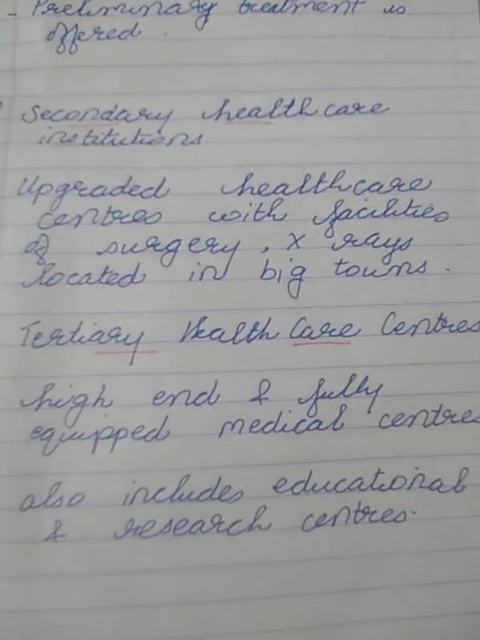 - Preliminary treatment is
offered.
Secondary healthcare
institutions
Upgraded healthcare
centres with facilities
of surgery, X rays
located in big towns.
Tertiary Health Care Centres
high end & fully
equipped medical centres
also includes educational
& research centres.